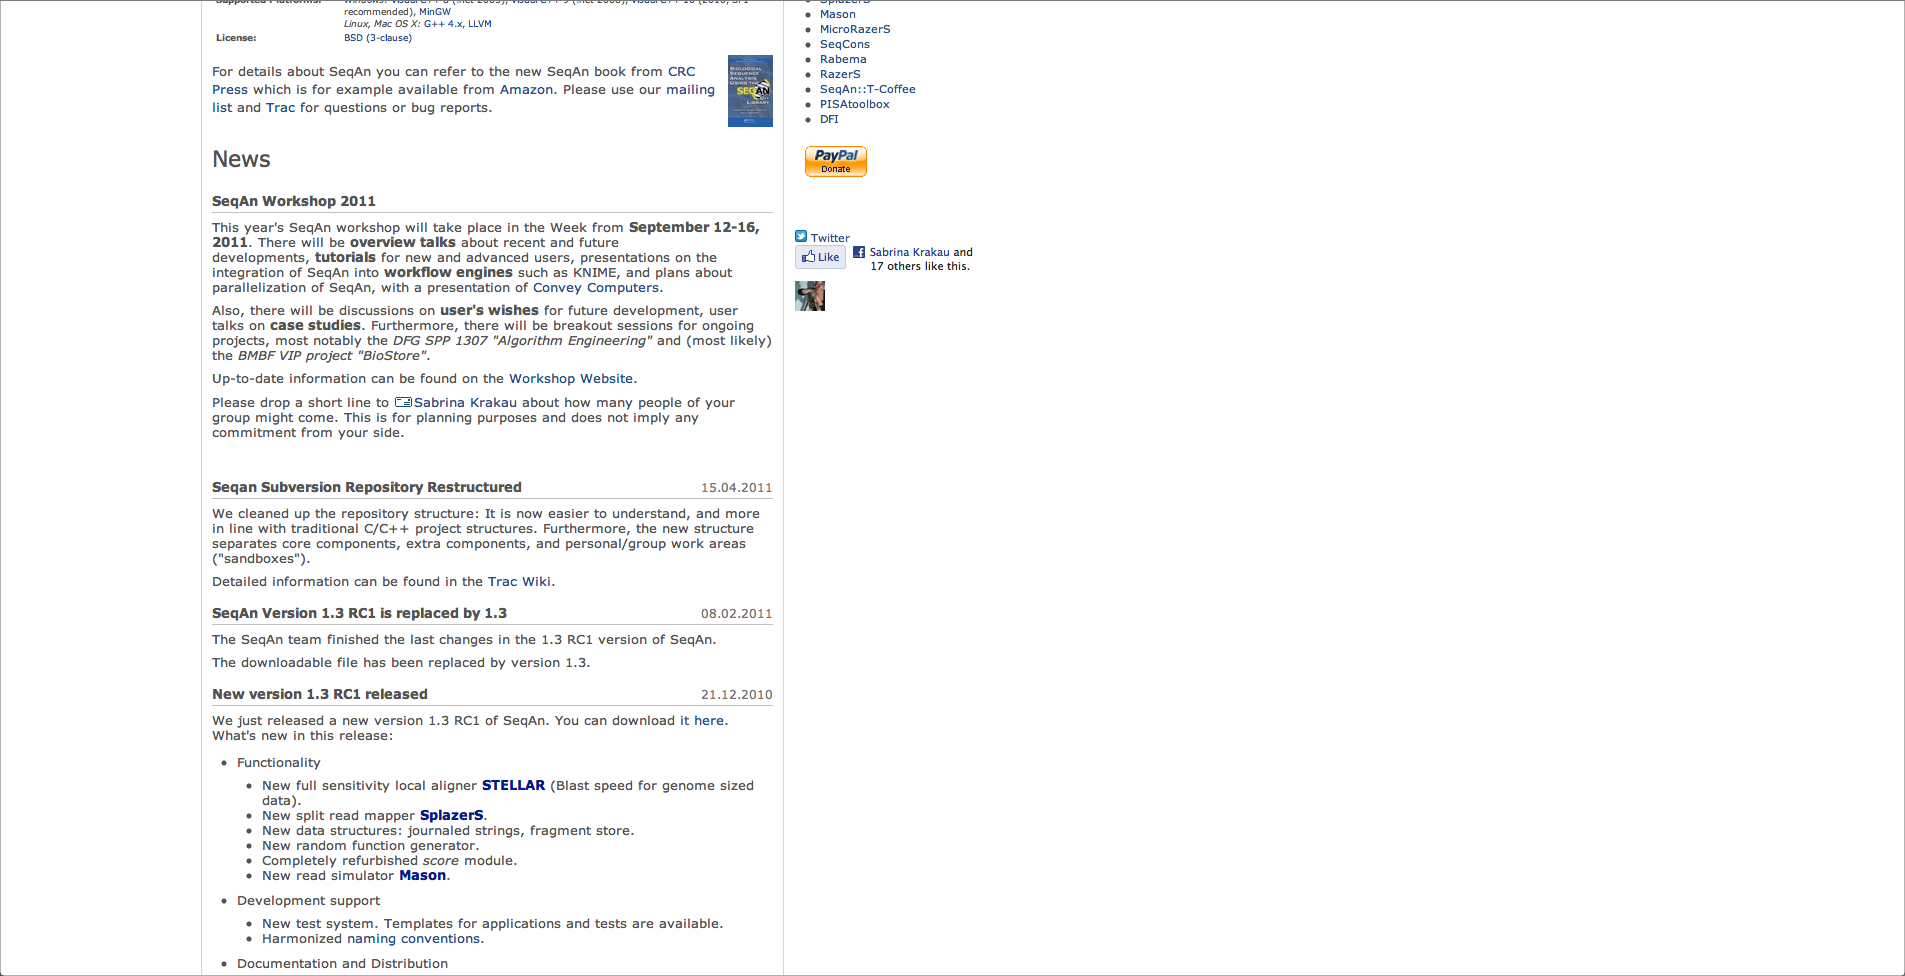 recommended), MinGW
Linux, Mac OS X: G++ 4.x, LLVM
License: BSD (3-clause)
For details about SeqAn you can refer to the new SeqAn book from CRC
Press which is for example available from Amazon. Please use our mailing
list and Trac for questions or bug reports.
BIOLOGICAL
SEQUENCE
ANALYSIS
USING THE
SEQAN
C++
LIBRARY
News
SeqAn Workshop 2011
This year's SeqAn workshop will take place in the Week from September 12-16,
2011. There will be overview talks about recent and future
developments, tutorials for new and advanced users, presentations on the
integration of SeqAn into workflow engines such as KNIME, and plans about
parallelization of SeqAn, with a presentation of Convey Computers.
Also, there will be discussions on user's wishes for future development, user
talks on case studies. Furthermore, there will be breakout sessions for ongoing
projects, most notably the DFG SPP 1307 "Algorithm Engineering" and (most likely)
the BMBF VIP project "BioStore".
Up-to-date information can be found on the Workshop Website.
Please drop a short line to Sabrina Krakau about how many people of your
group might come. This is for planning purposes and does not imply any
commitment from your side.
Seqan Subversion Repository Restructured 15.04.2011
We cleaned up the repository structure: It is now easier to understand, and more
in line with traditional C/C++ project structures. Furthermore, the new structure
separates core components, extra components, and personal/group work areas
("sandboxes").
Detailed information can be found in the Trac Wiki.
SeqAn Version 1.3 RC1 is replaced by 1.3 08.02.2011
The SeqAn team finished the last changes in the 1.3 RC1 version of SeqAn.
The downloadable file has been replaced by version 1.3.
New version 1.3 RC1 released 21.12.2010
We just released a new version 1.3 RC1 of SeqAn. You can download it here.
What's new in this release:
• Functionality
• New full sensitivity local aligner STELLAR (Blast speed for genome sized
data).
• New split read mapper SplazerS.
• New data structures: journaled strings, fragment store.
• New random function generator.
• Completely refurbished score module.
• New read simulator Mason.
• Development support
• New test system. Templates for applications and tests are available.
• Harmonized naming conventions.
• Documentation and Distribution
• SplazerS
• Mason
• MicroRazerS
• SeqCons
• Rabema
• RazerS
• SeqAn::T-Coffee
• PISAtoolbox
• DFI
PayPal
Donate
Twitter
Like
Sabrina Krakau and
17 others like this.